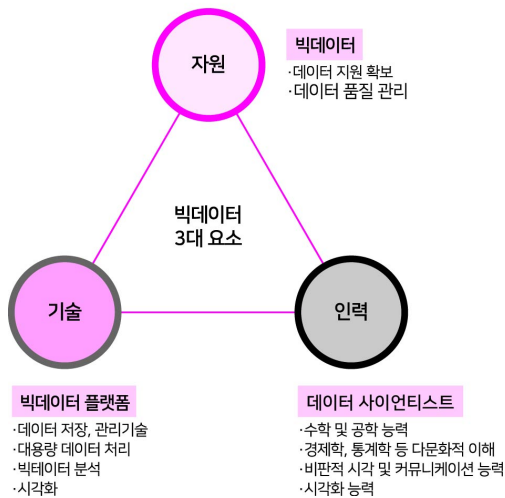 자원
빅데이터
·데이터 지원 확보
·데이터 품질 관리
빅데이터
3대 요소
기술
인력
빅데이터 플랫폼
·데이터 저장, 관리기술
·대용량 데이터 처리
·빅테이터 분석
·시각화
데이터 사이언티스트
·수학 및 공학 능력
·경제학, 통계학 등 다문화적 이해
·비판적 시각 및 커뮤니케이션 능력
·시각화 능력